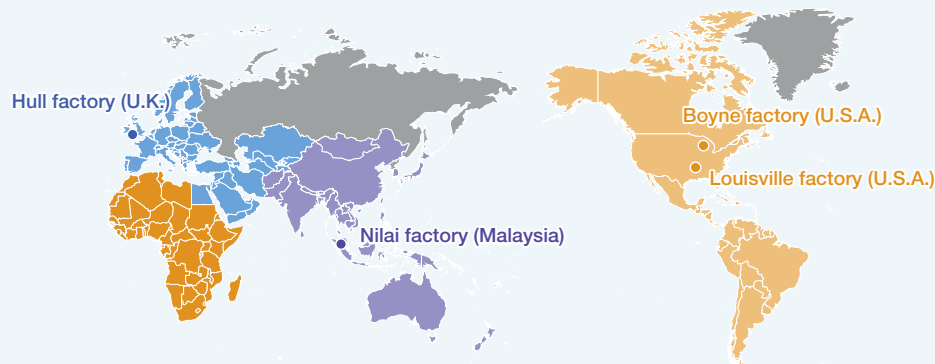 Hull factory (U.K.)
Boyne factory (U.S.A.)
Louisville factory (U.S.A.)
Nilai factory (Malaysia)